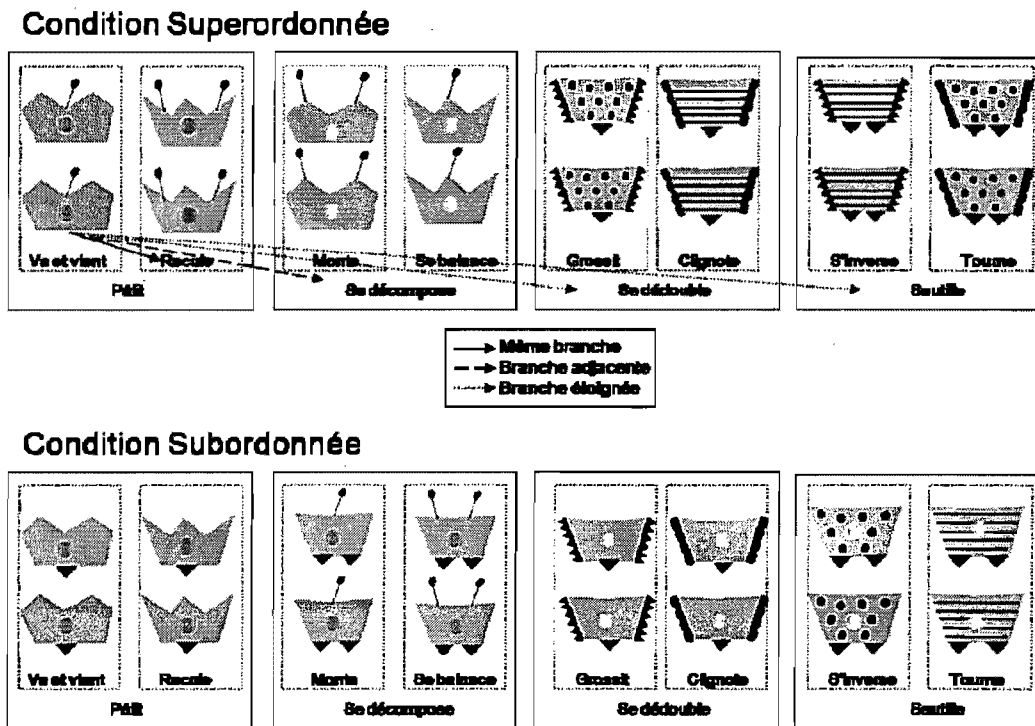 Condition Superordonnée
Va et vient Recule Monte Se balance Grossit Clignote S'inverse Tourne
Pétit Se décompose Se dédouble Sautille
Même branche
Branche adjacente
Branche éloignée
Condition Subordonnée
Va et vient Recule Monte Se balance Grossit Clignote S'inverse Tourne
Pétit Se décompose Se dédouble Sautille